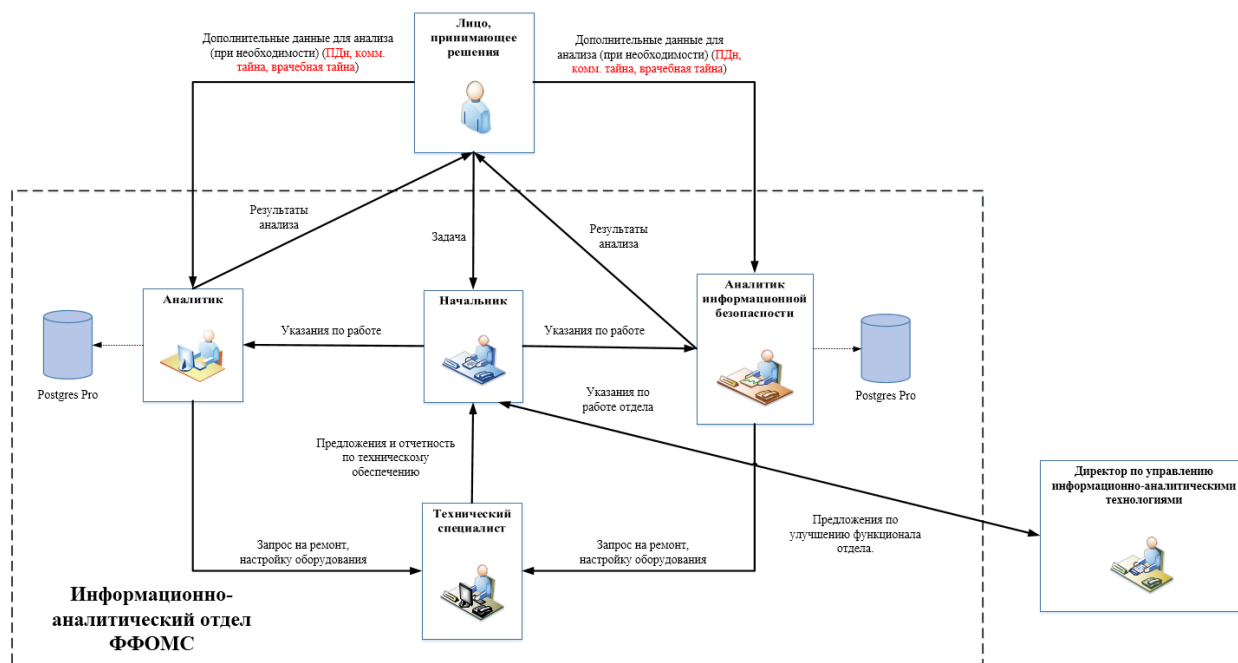 Лицо,
принимающее
решения
Дополнительные данные для анализа
(при необходимости) (ПДн, комм.
тайна, врачебная тайна)
Дополнительные данные для
анализа (при необходимости) (ПДн,
комм. тайна, врачебная тайна)
Результаты
анализа
Задача
Результаты
анализа
Аналитик
Начальник
Аналитик
информационной
безопасности
Указания по работе
Указания по работе
Postgres Pro
Postgres Pro
Указания по
работе отдела
Предложения и отчетность
по техническому
обеспечению
Директор по управлению
информационно-аналитическими
технологиями
Технический
специалист
Предложения по
улучшению функционала
отдела.
Запрос на ремонт,
настройку оборудования
Запрос на ремонт,
настройку оборудования
Информационно-
аналитический отдел
ФФОМС